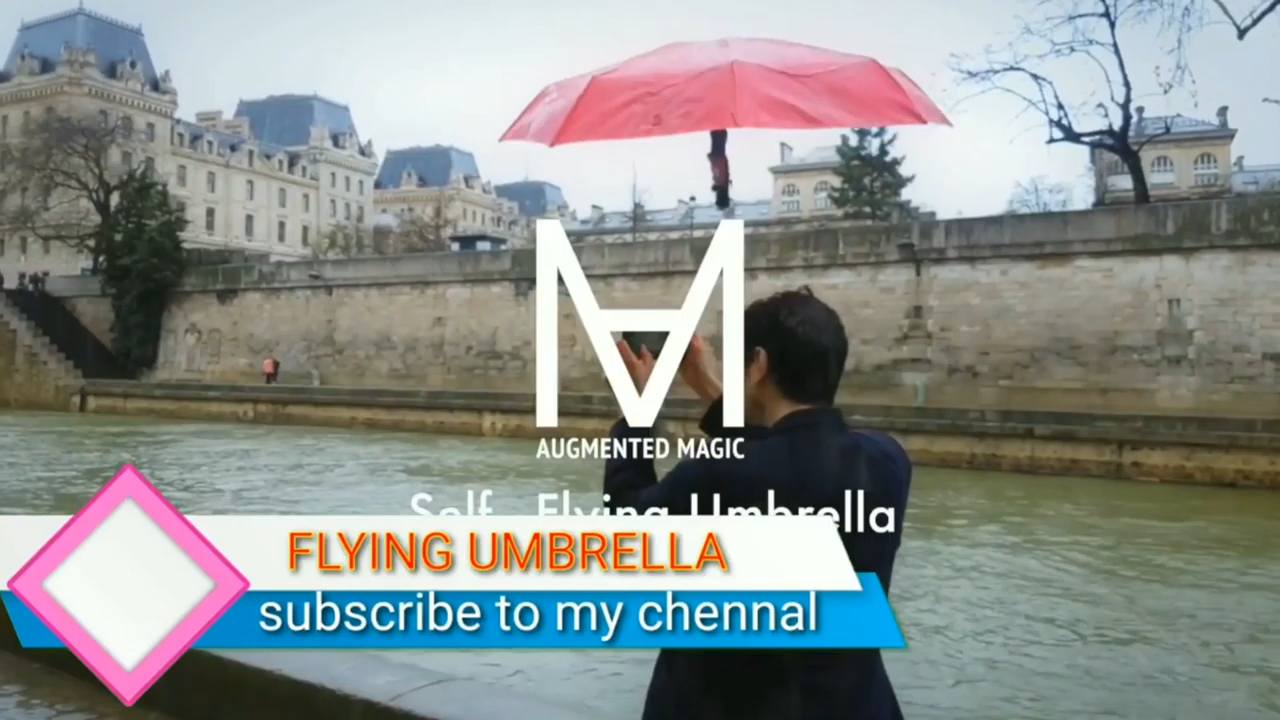 AUGMENTED MAGIC
Self - Flying Umbrella
FLYING UMBRELLA
subscribe to my chennal